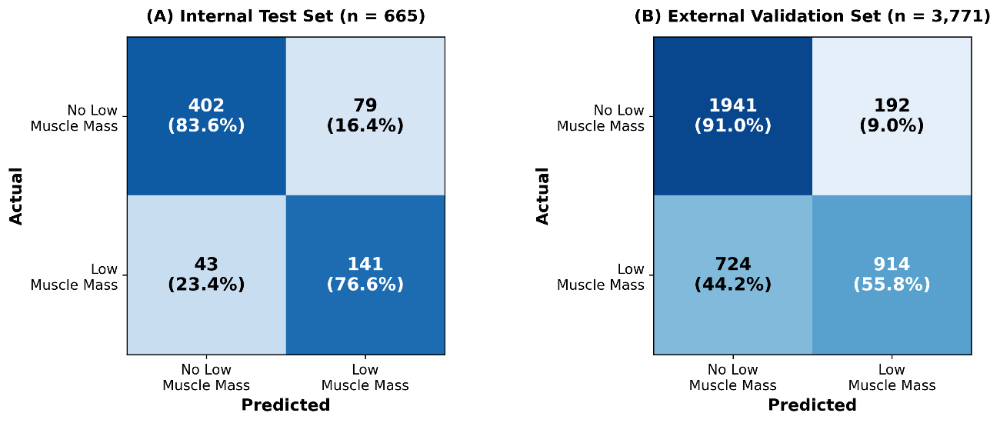 (A) Internal Test Set (n = 665)
Actual
No Low
Muscle Mass
402
(83.6%)
79
(16.4%)
Low
Muscle Mass
43
(23.4%)
141
(76.6%)
No Low
Muscle Mass
Low
Muscle Mass
Predicted
(B) External Validation Set (n = 3,771)
Actual
No Low
Muscle Mass
1941
(91.0%)
192
(9.0%)
Low
Muscle Mass
724
(44.2%)
914
(55.8%)
No Low
Muscle Mass
Low
Muscle Mass
Predicted